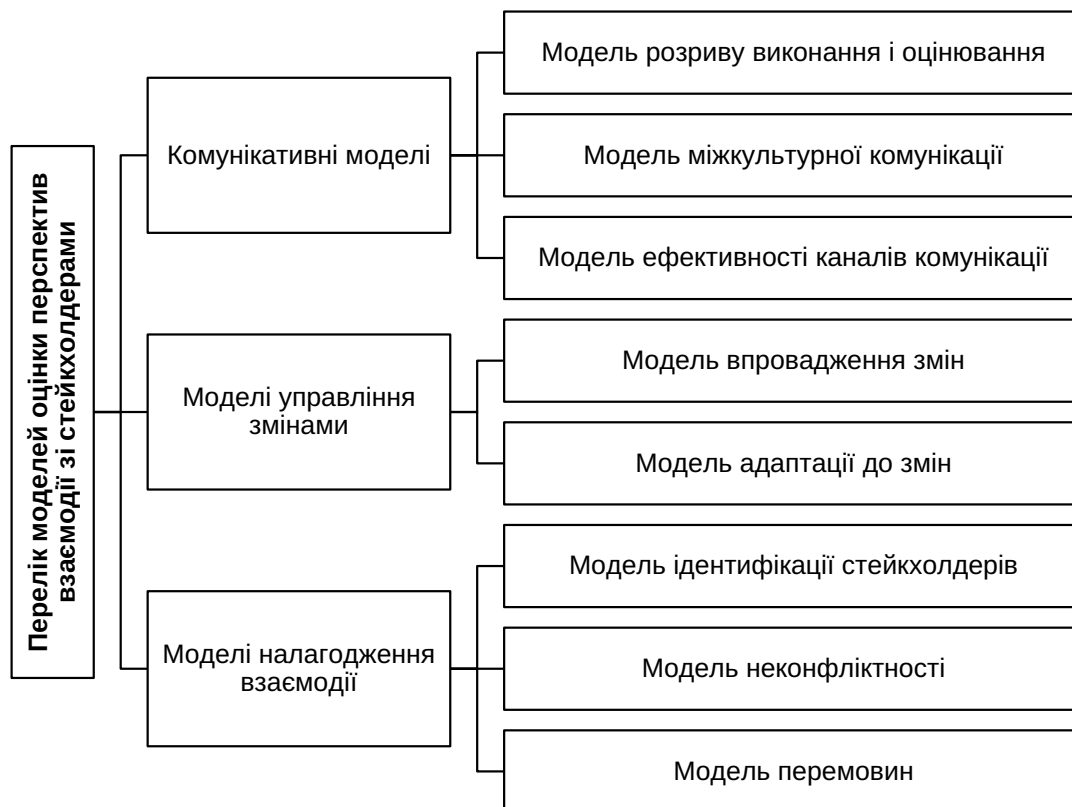 Перелік моделей оцінки перспектив
взаємодії зі стейкхолдерами
Комунікативні моделі
Модель розриву виконання і оцінювання
Модель міжкультурної комунікації
Модель ефективності каналів комунікації
Моделі управління
змінами
Модель впровадження змін
Модель адаптації до змін
Моделі налагодження
взаємодії
Модель ідентифікації стейкхолдерів
Модель неконфліктності
Модель перемовин